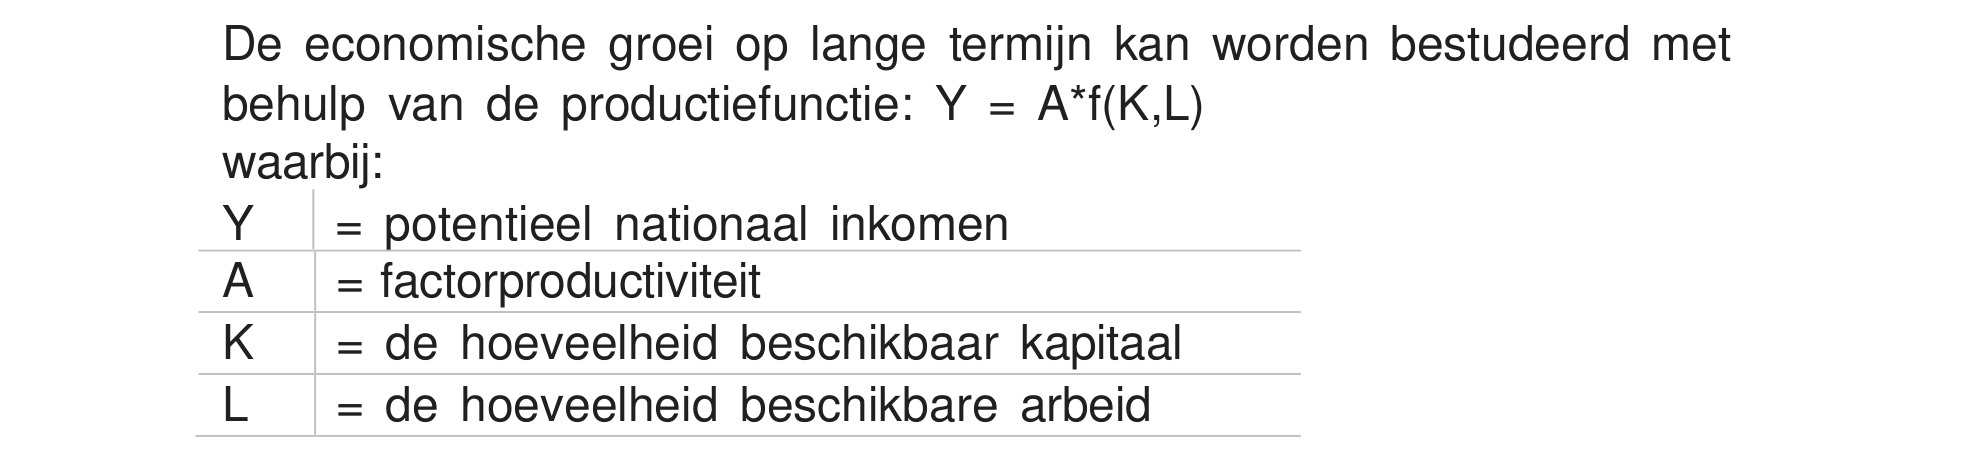 De economische groei op lange termijn kan worden bestudeerd met
behulp van de productiefunctie: Y = A*f(K,L)
waarbij:
Y = potentieel nationaal inkomen
A = factorproductiviteit
K = de hoeveelheid beschikbaar kapitaal
L = de hoeveelheid beschikbare arbeid